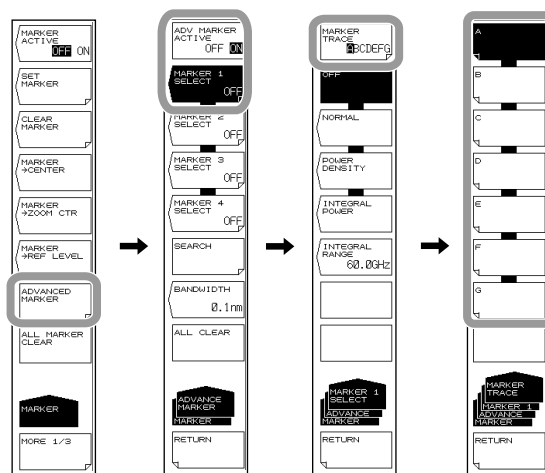 MARKER
ACTIVE
OFF ON
SET
MARKER
CLEAR
MARKER
MARKER
→CENTER
MARKER
→ZOOM CTR
MARKER
→REF LEVEL
ADVANCED
MARKER
ALL MARKER
CLEAR
MARKER
MORE 1/3
ADV MARKER
ACTIVE
OFF ON
MARKER 1
SELECT
OFF
MARKER 2
SELECT
OFF
MARKER 3
SELECT
OFF
MARKER 4
SELECT
OFF
SEARCH
BANDWIDTH
0.1nm
ALL CLEAR
ADVANCE
MARKER
MARKER
RETURN
MARKER
TRACE
ABCDEFG
OFF
NORMAL
POWER
DENSITY
INTEGRAL
POWER
INTEGRAL
RANGE
60.0GHz
MARKER 1
SELECT
ADVANCE
MARKER
RETURN
A
B
C
D
E
F
G
MARKER
TRACE
MARKER 1
ADVANCE
MARKER
RETURN